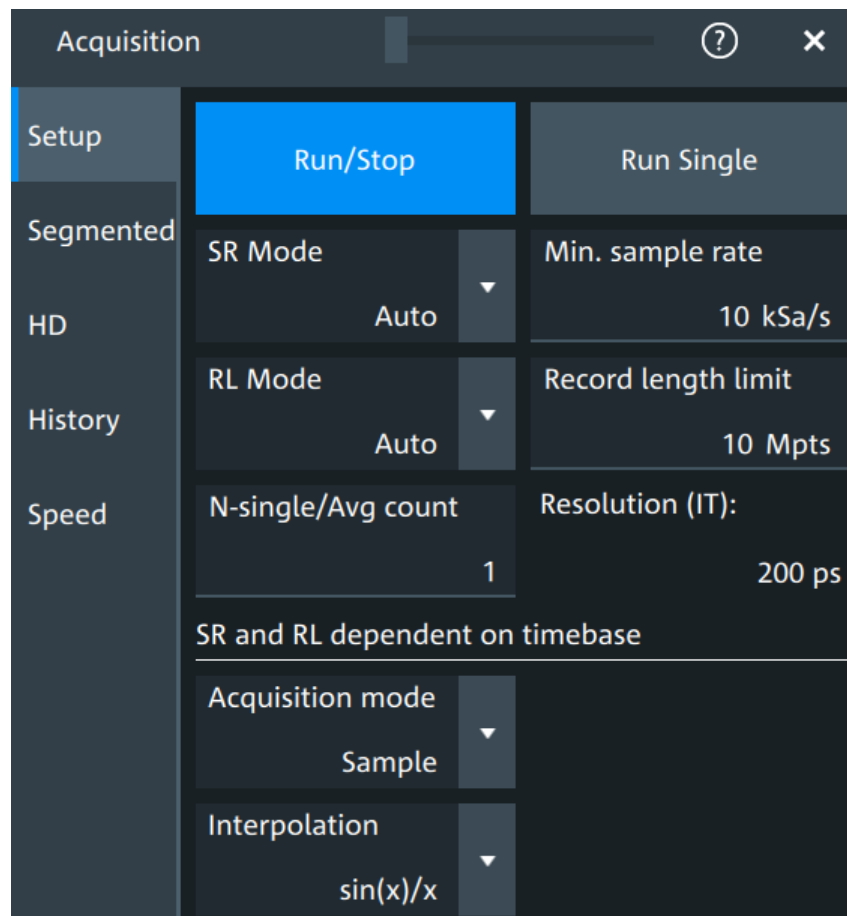 Acquisition ?
Setup
Run/Stop Run Single
Segmented
SR Mode Min. sample rate
Auto 10 kSa/s
HD
RL Mode Record length limit
History
Auto 10 Mpts
Speed
N-single/Avg count Resolution (IT):
1 200 ps
SR and RL dependent on timebase
Acquisition mode
Sample
Interpolation
sin(x)/x